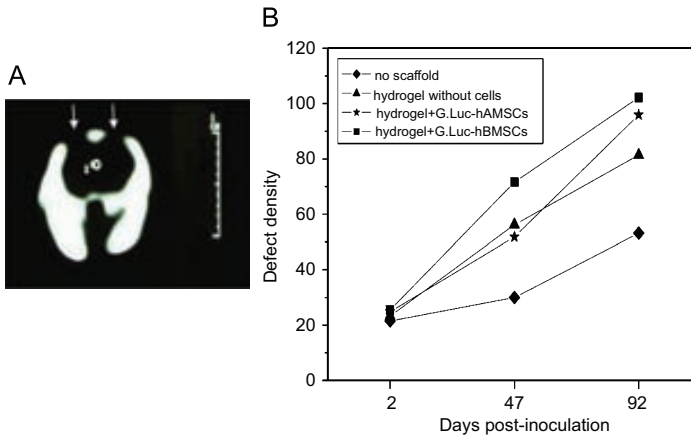 A
B
120
100
80
60
40
20
0
Defect density
no scaffold
hydrogel without cells
hydrogel+G.Luc-hAMSCs
hydrogel+G.Luc-hBMSCs
2 47 92
Days post-inoculation